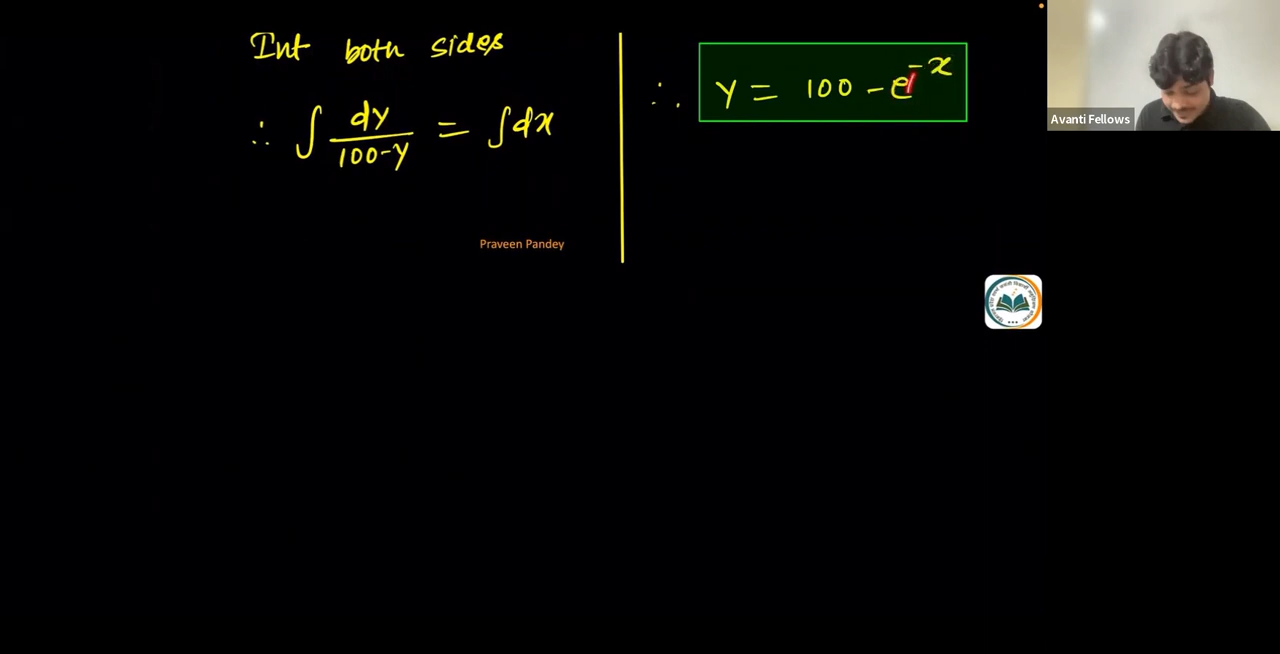 Int both sides
∴ ∫ dy/(100-y) = ∫dx
Praveen Pandey
∴ y = 100 - e^-x
Avanti Fellows